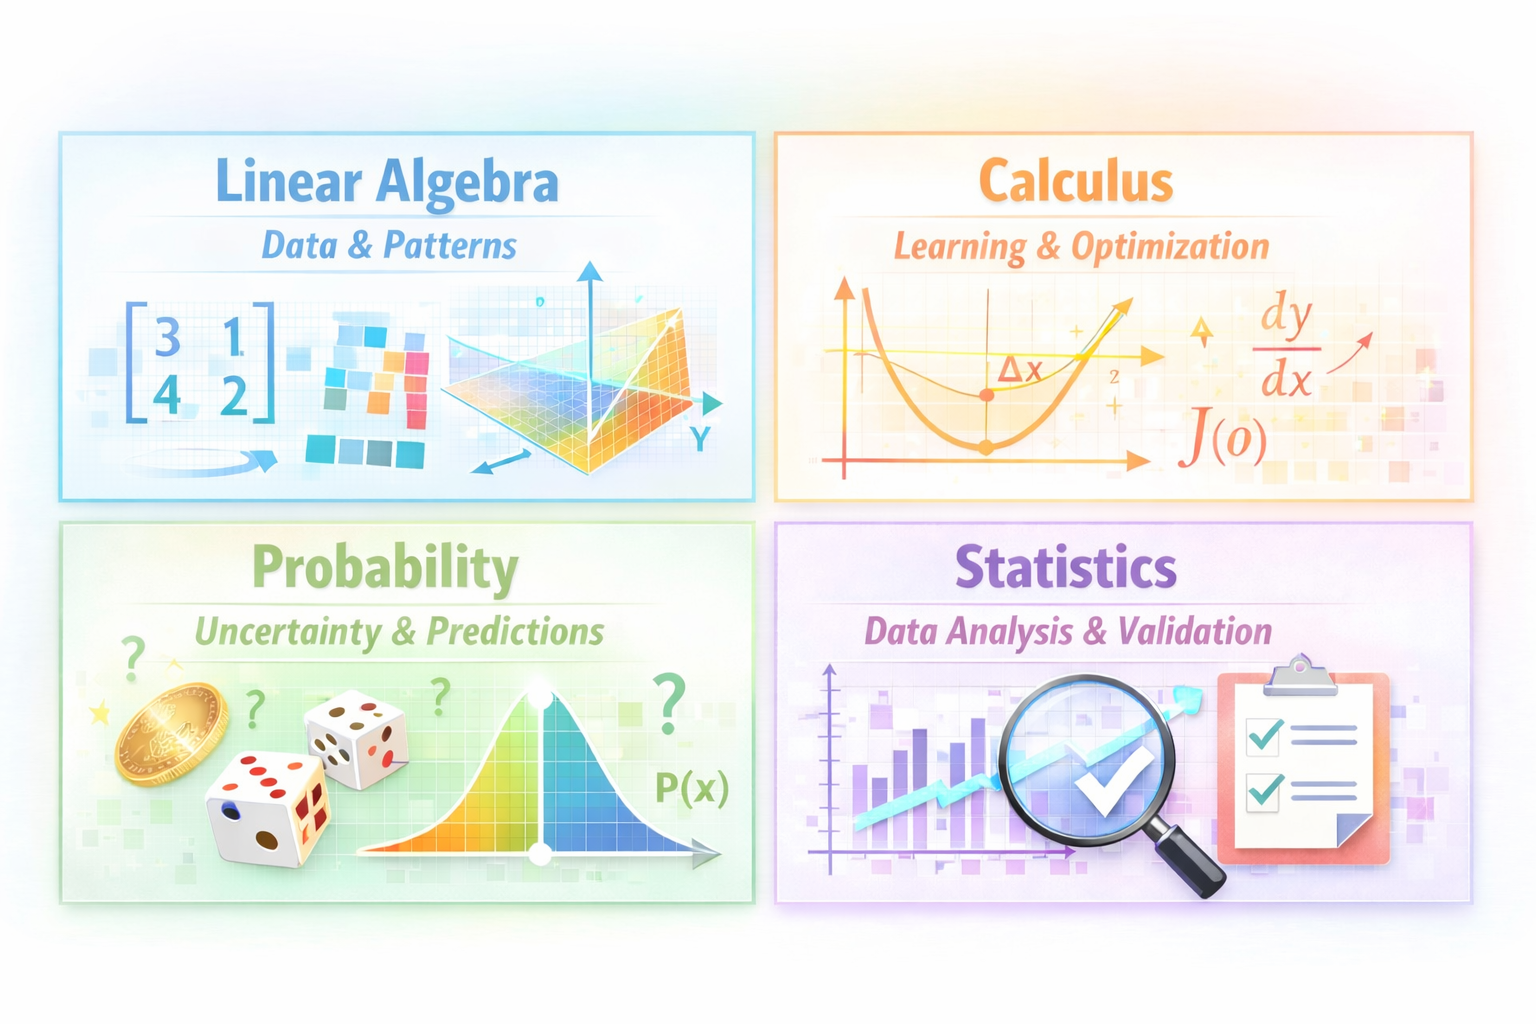 Linear Algebra
Data & Patterns
3 1
4 2
Y
Calculus
Learning & Optimization
Δx
2
dy
dx
J(o)
Probability
Uncertainty & Predictions
?
?
?
?
P(x)
Statistics
Data Analysis & Validation